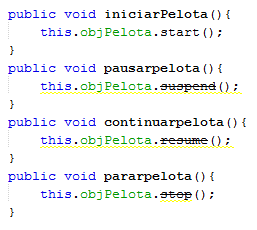 public void iniciarPelota(){
    this.objPelota.start();
}
public void pausarpelota(){
    this.objPelota.suspend();
}
public void continuarpelota(){
    this.objPelota.resume();
}
public void pararpelota(){
    this.objPelota.stop();
}